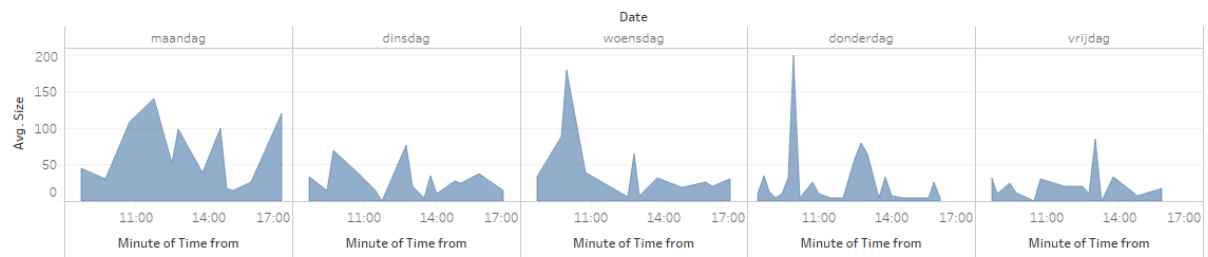 Date
maandag dinsdag woensdag donderdag vrijdag
200
150
100
50
0
Avg. Size
11:00 14:00 17:00 11:00 14:00 17:00 11:00 14:00 17:00 11:00 14:00 17:00 11:00 14:00 17:00
Minute of Time from Minute of Time from Minute of Time from Minute of Time from Minute of Time from